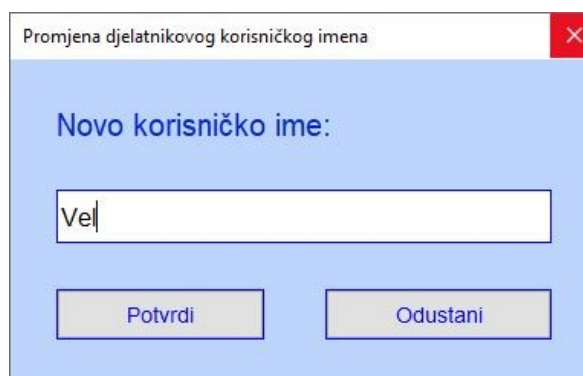 Promjena djelatnikovog korisničkog imena
Novo korisničko ime:
Vel
Potvrdi
Odustani